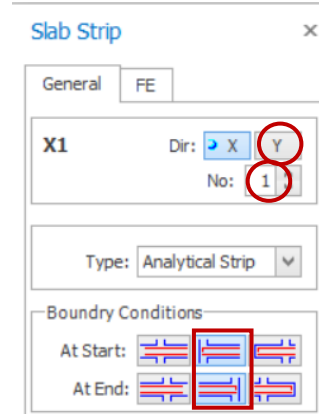 Slab Strip ×
General FE
X1 Dir: X Y
No: 1
Type: Analytical Strip
Boundry Conditions
At Start:
At End: